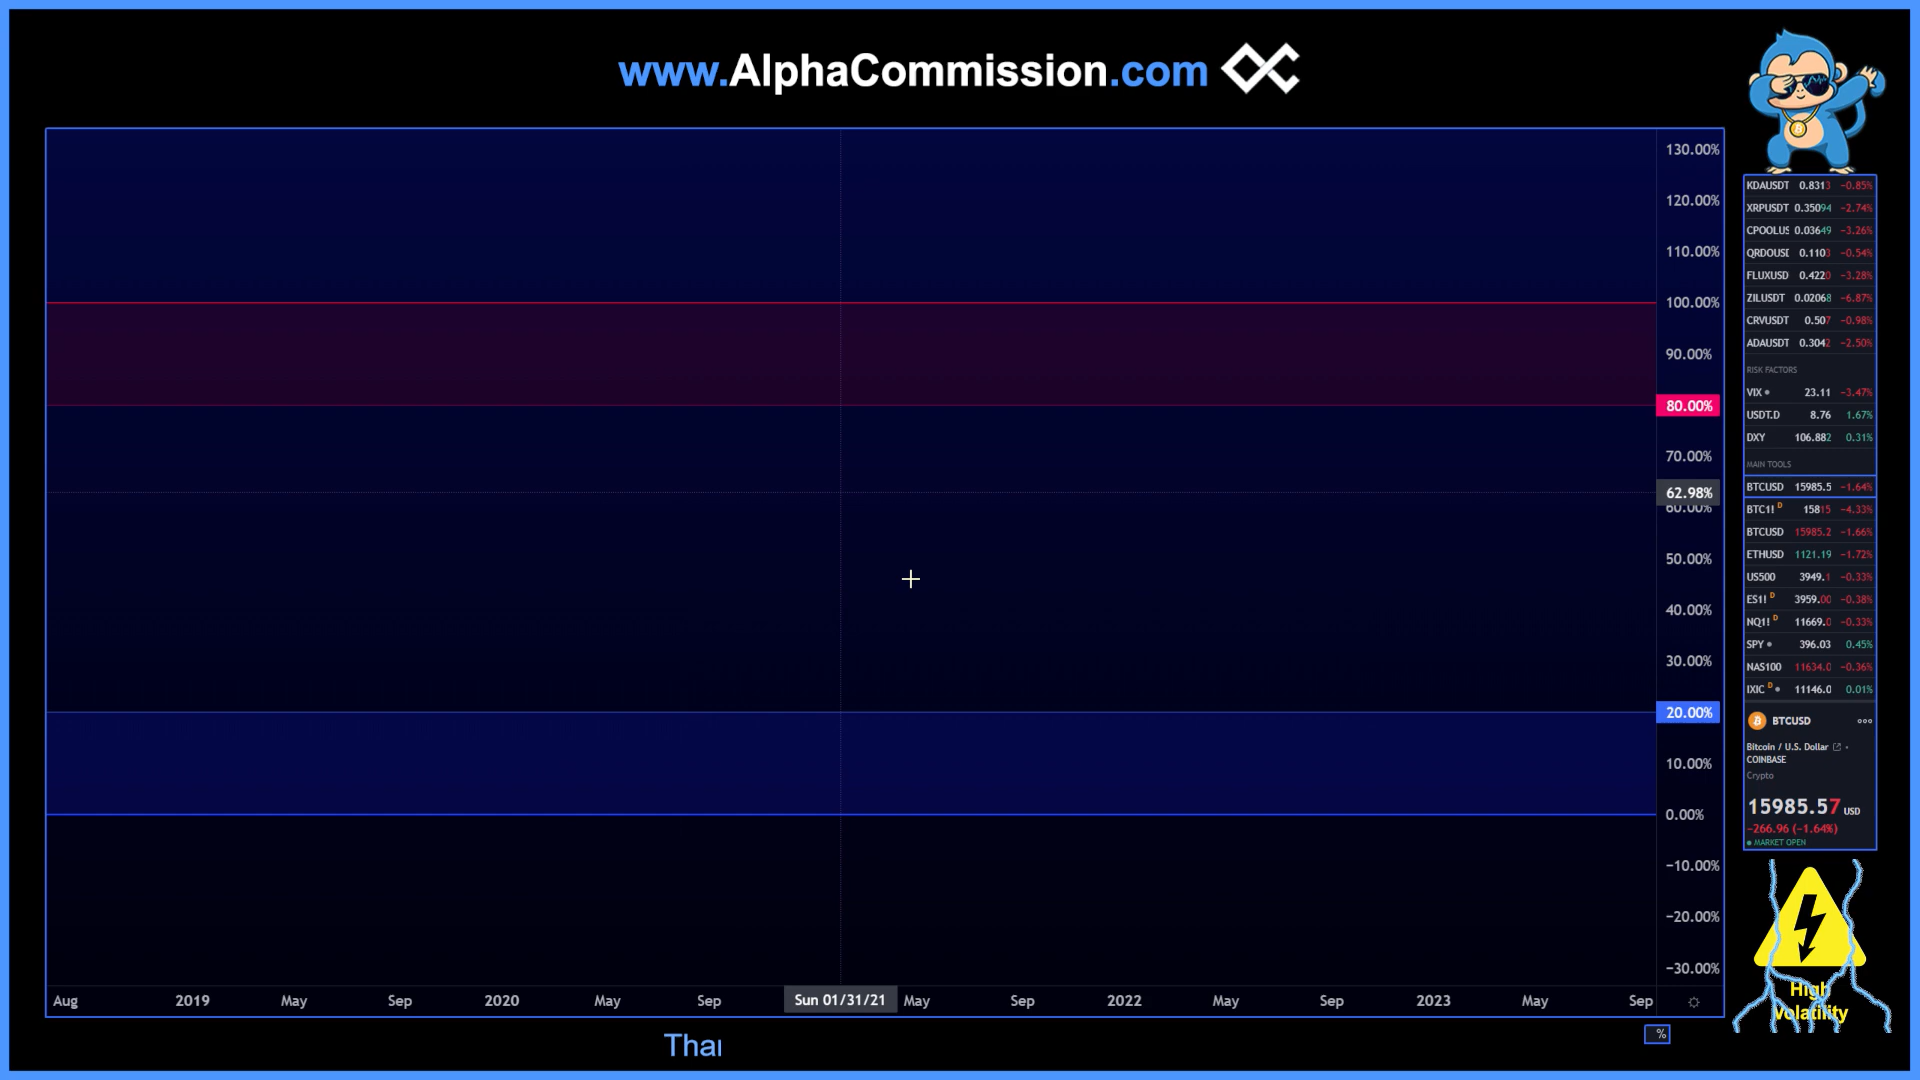 www.AlphaCommission.com
130.00%
120.00%
110.00%
100.00%
90.00%
80.00%
70.00%
62.98%
60.00%
50.00%
40.00%
30.00%
20.00%
10.00%
0.00%
−10.00%
−20.00%
−30.00%
Aug 2019 May Sep 2020 May Sep Sun 01/31/21 May Sep 2022 May Sep 2023 May Sep
%
KDAUSDT 0.8313 −0.85%
XRPUSDT 0.35094 −2.74%
CPOOLUS 0.03649 −3.26%
QRDOUSD 0.1103 −0.54%
FLUXUSD 0.4220 −3.28%
ZILUSDT 0.02068 −6.87%
CRVUSDT 0.507 −0.98%
ADAUSDT 0.3042 −2.50%
RISK FACTORS
VIX 23.11 −3.47%
USDT.D 8.76 1.67%
DXY 106.882 0.31%
MAIN TOOLS
BTCUSD 15985.5 −1.64%
BTC1! D 15815 −4.33%
BTCUSD 15985.2 −1.66%
ETHUSD 1121.19 −1.72%
US500 3949.1 −0.33%
ES1! D 3959.00 −0.38%
NQ1! D 11669.0 −0.33%
SPY 396.03 0.45%
NAS100 11634.0 −0.36%
IXIC D 11146.0 0.01%
BTCUSD
Bitcoin / U.S. Dollar
COINBASE
Crypto
15985.57 USD
−266.96 (−1.64%)
MARKET OPEN
High
Volatility